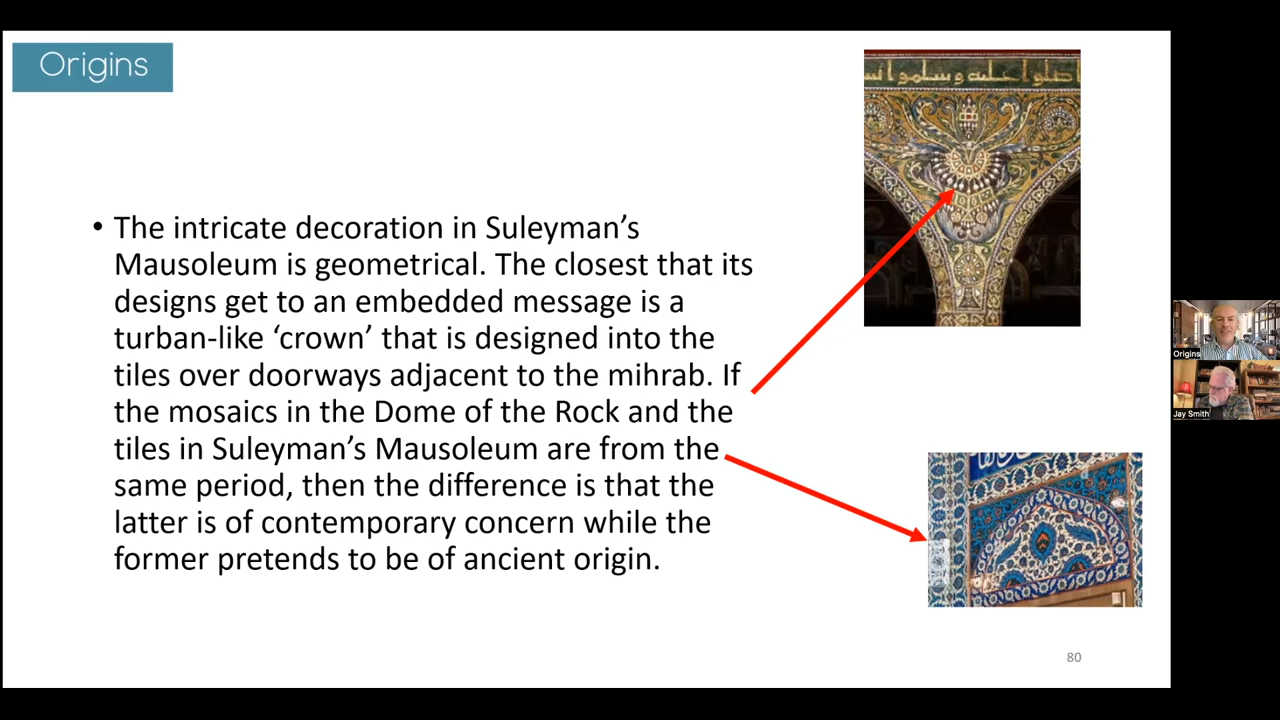 Origins
• The intricate decoration in Suleyman’s
Mausoleum is geometrical. The closest that its
designs get to an embedded message is a
turban-like ‘crown’ that is designed into the
tiles over doorways adjacent to the mihrab. If
the mosaics in the Dome of the Rock and the
tiles in Suleyman’s Mausoleum are from the
same period, then the difference is that the
latter is of contemporary concern while the
former pretends to be of ancient origin.
صلوا عليه وسلموا
80
Origins
Jay Smith